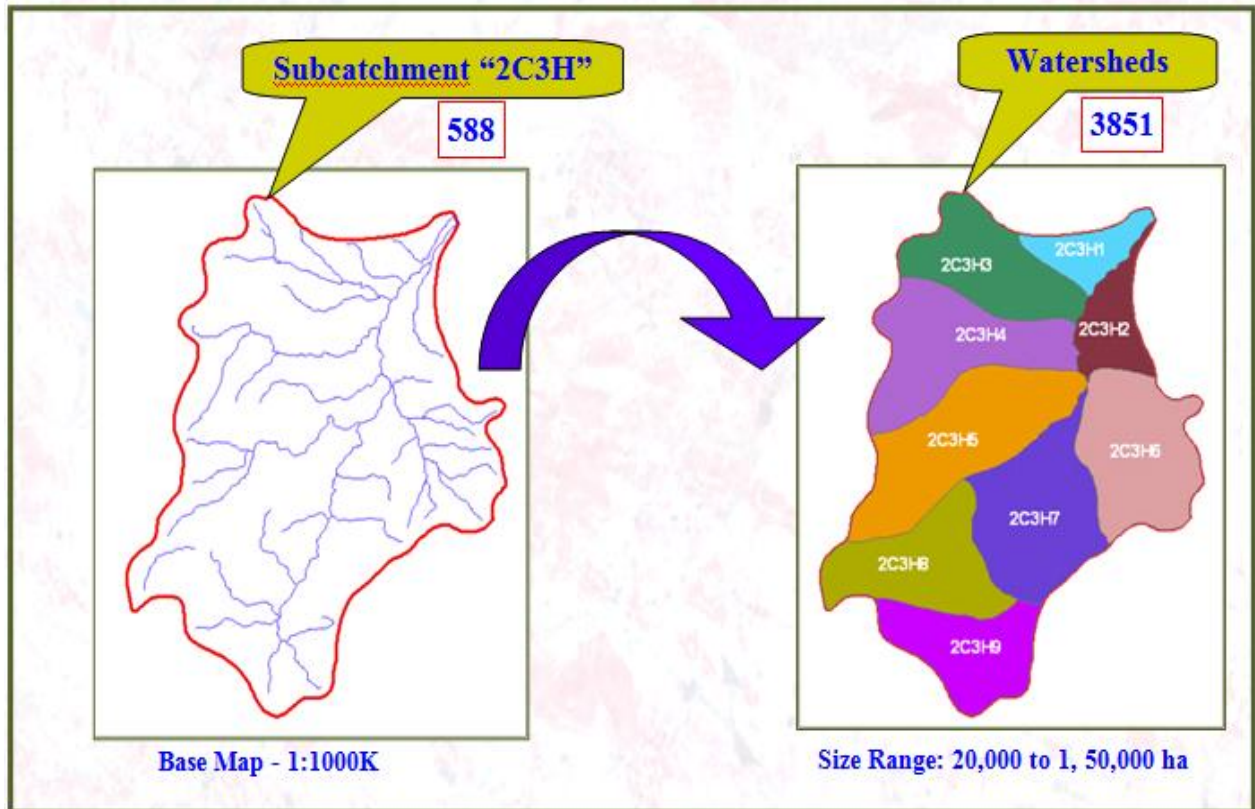 Subcatchment “2C3H”
588
Watersheds
3851
2C3H1
2C3H3
2C3H2
2C3H4
2C3H5
2C3H6
2C3H7
2C3H8
2C3H9
Base Map - 1:1000K
Size Range: 20,000 to 1, 50,000 ha